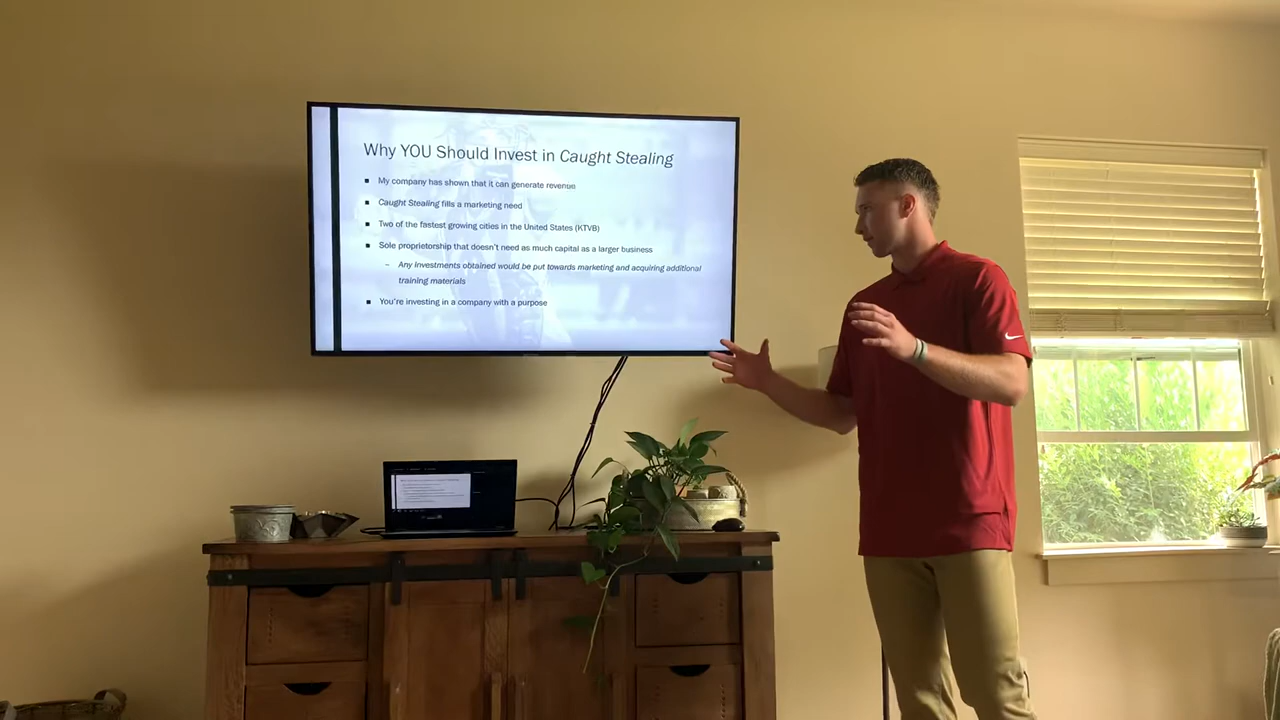 Why YOU Should Invest in Caught Stealing
My company has shown that it can generate revenue
Caught Stealing fills a marketing need
Two of the fastest growing cities in the United States (KTVB)
Sole proprietorship that doesn't need as much capital as a larger business
– Any investments obtained would be put towards marketing and acquiring additional
training materials
You're investing in a company with a purpose